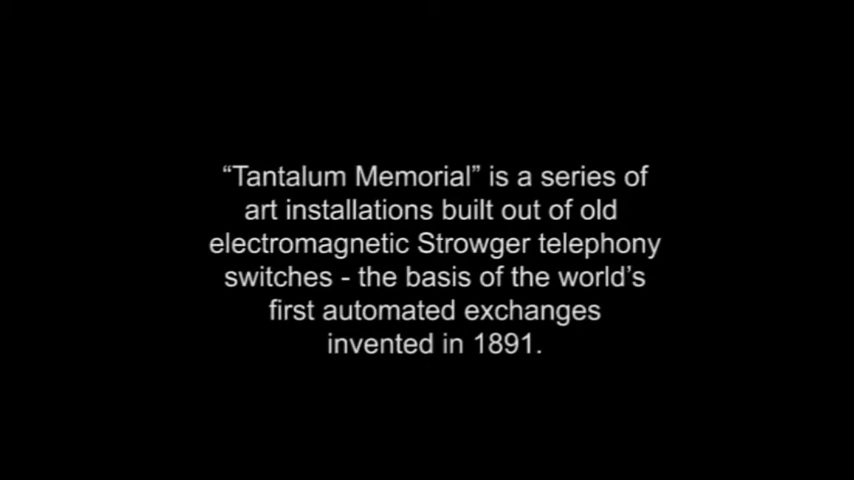 “Tantalum Memorial” is a series of
art installations built out of old
electromagnetic Strowger telephony
switches - the basis of the world’s
first automated exchanges
invented in 1891.